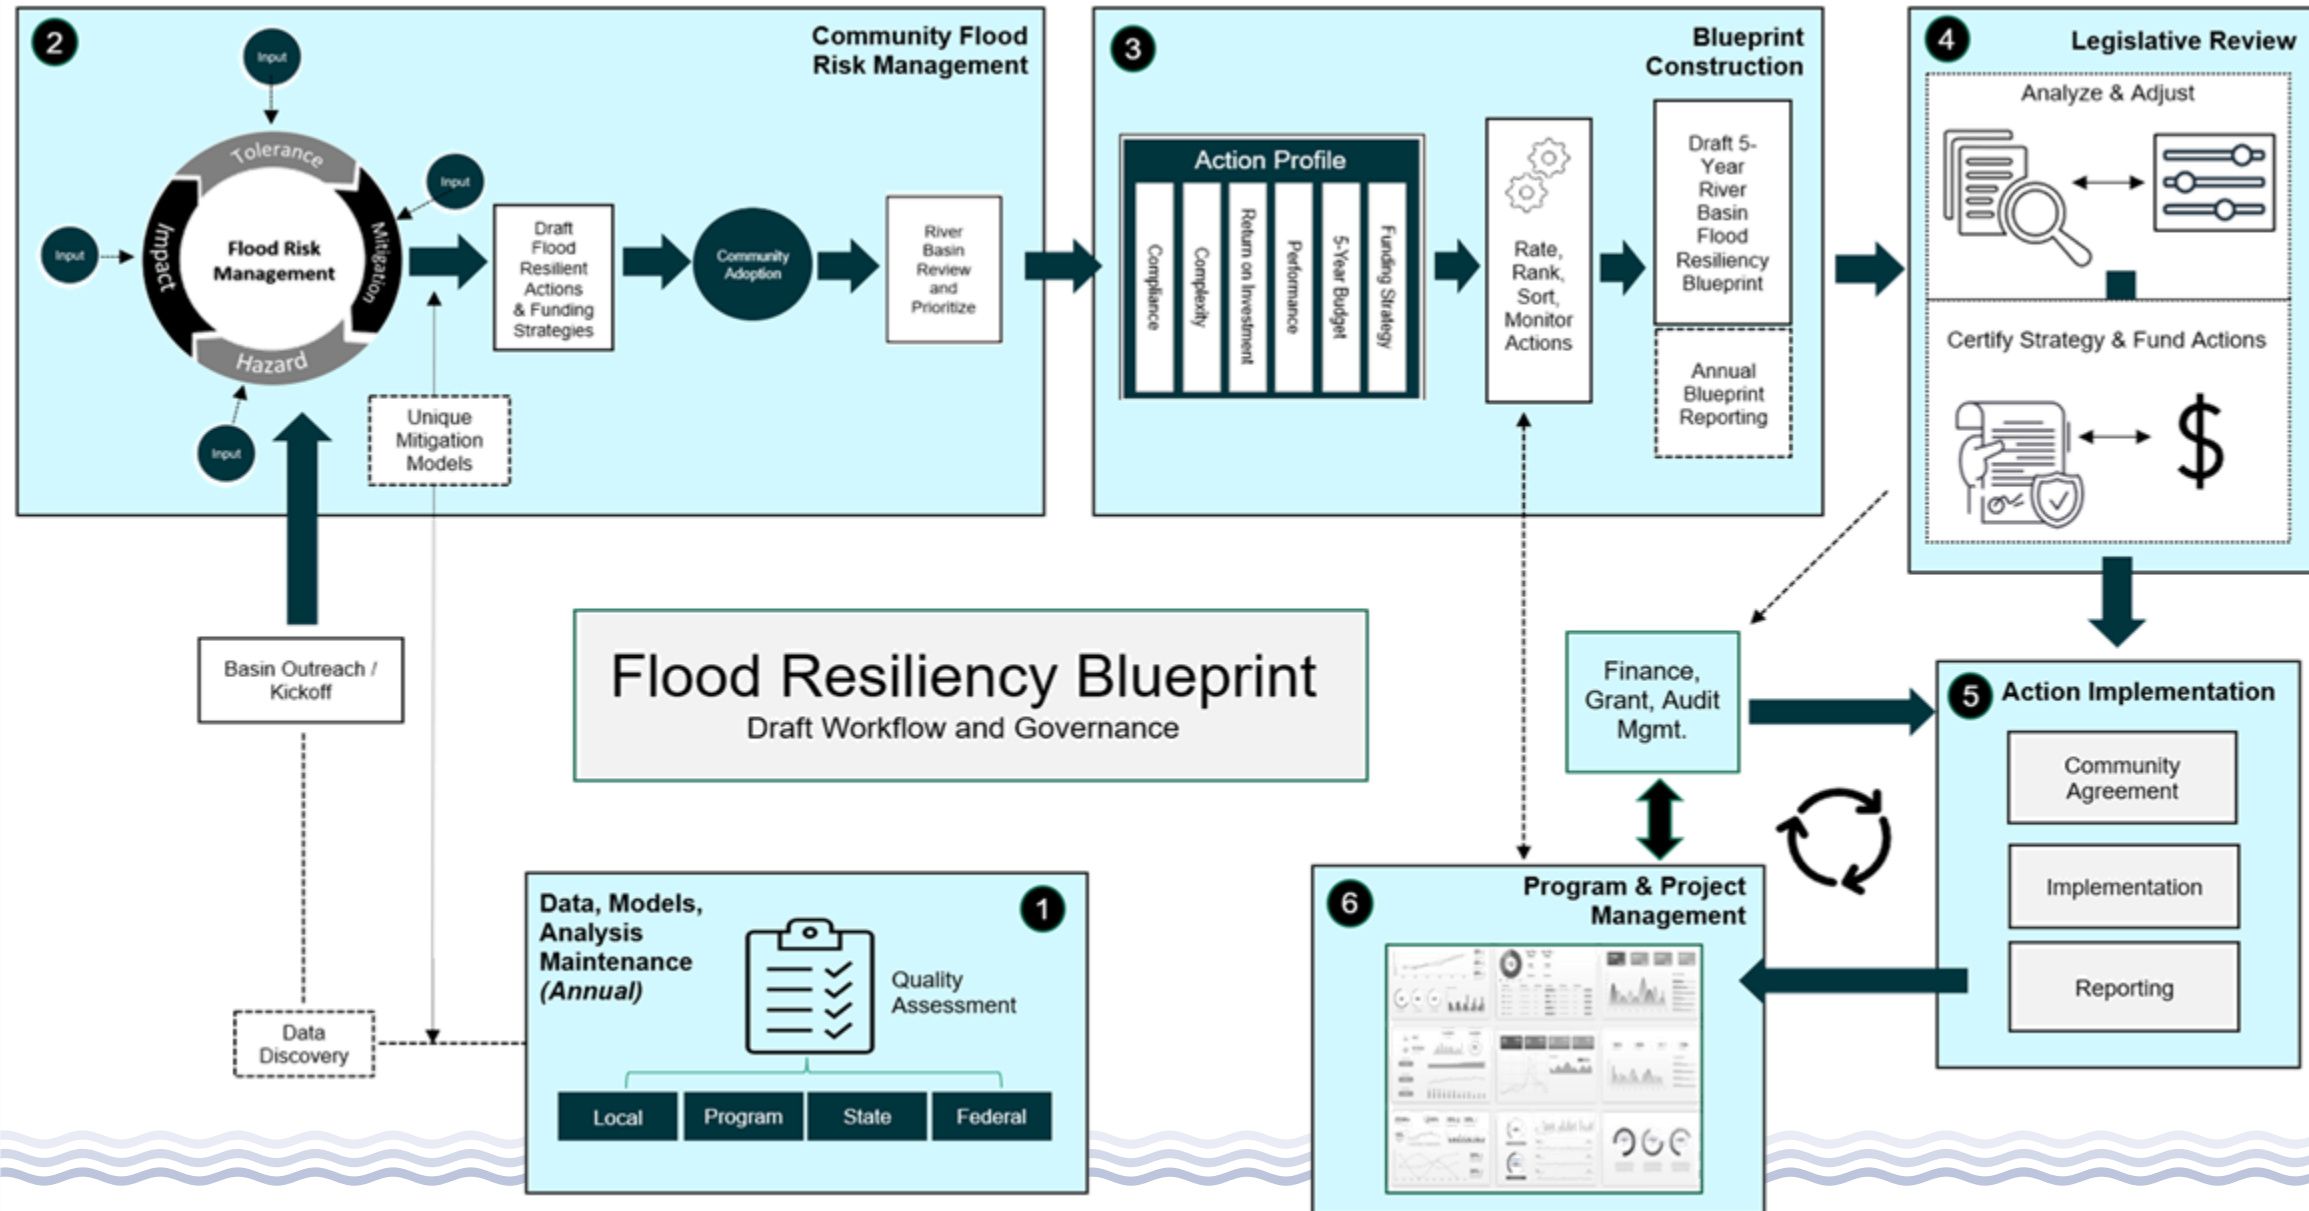 2
Community Flood
Risk Management
Input
Input
Input
Input
Tolerance
Mitigation
Hazard
Impact
Flood Risk
Management
Draft
Flood
Resilient
Actions
& Funding
Strategies
Community
Adoption
River
Basin
Review
and
Prioritize
Unique
Mitigation
Models
3
Blueprint
Construction
Action Profile
Compliance
Complexity
Return on Investment
Performance
5-Year Budget
Funding Strategy
Rate,
Rank,
Sort,
Monitor
Actions
Draft 5-
Year
River
Basin
Flood
Resiliency
Blueprint
Annual
Blueprint
Reporting
4
Legislative Review
Analyze & Adjust
Certify Strategy & Fund Actions
$
Basin Outreach /
Kickoff
Data
Discovery
Flood Resiliency Blueprint
Draft Workflow and Governance
Data, Models,
Analysis
Maintenance
(Annual)
1
Quality
Assessment
Local
Program
State
Federal
Finance,
Grant, Audit
Mgmt.
5
Action Implementation
Community
Agreement
Implementation
Reporting
6
Program & Project
Management